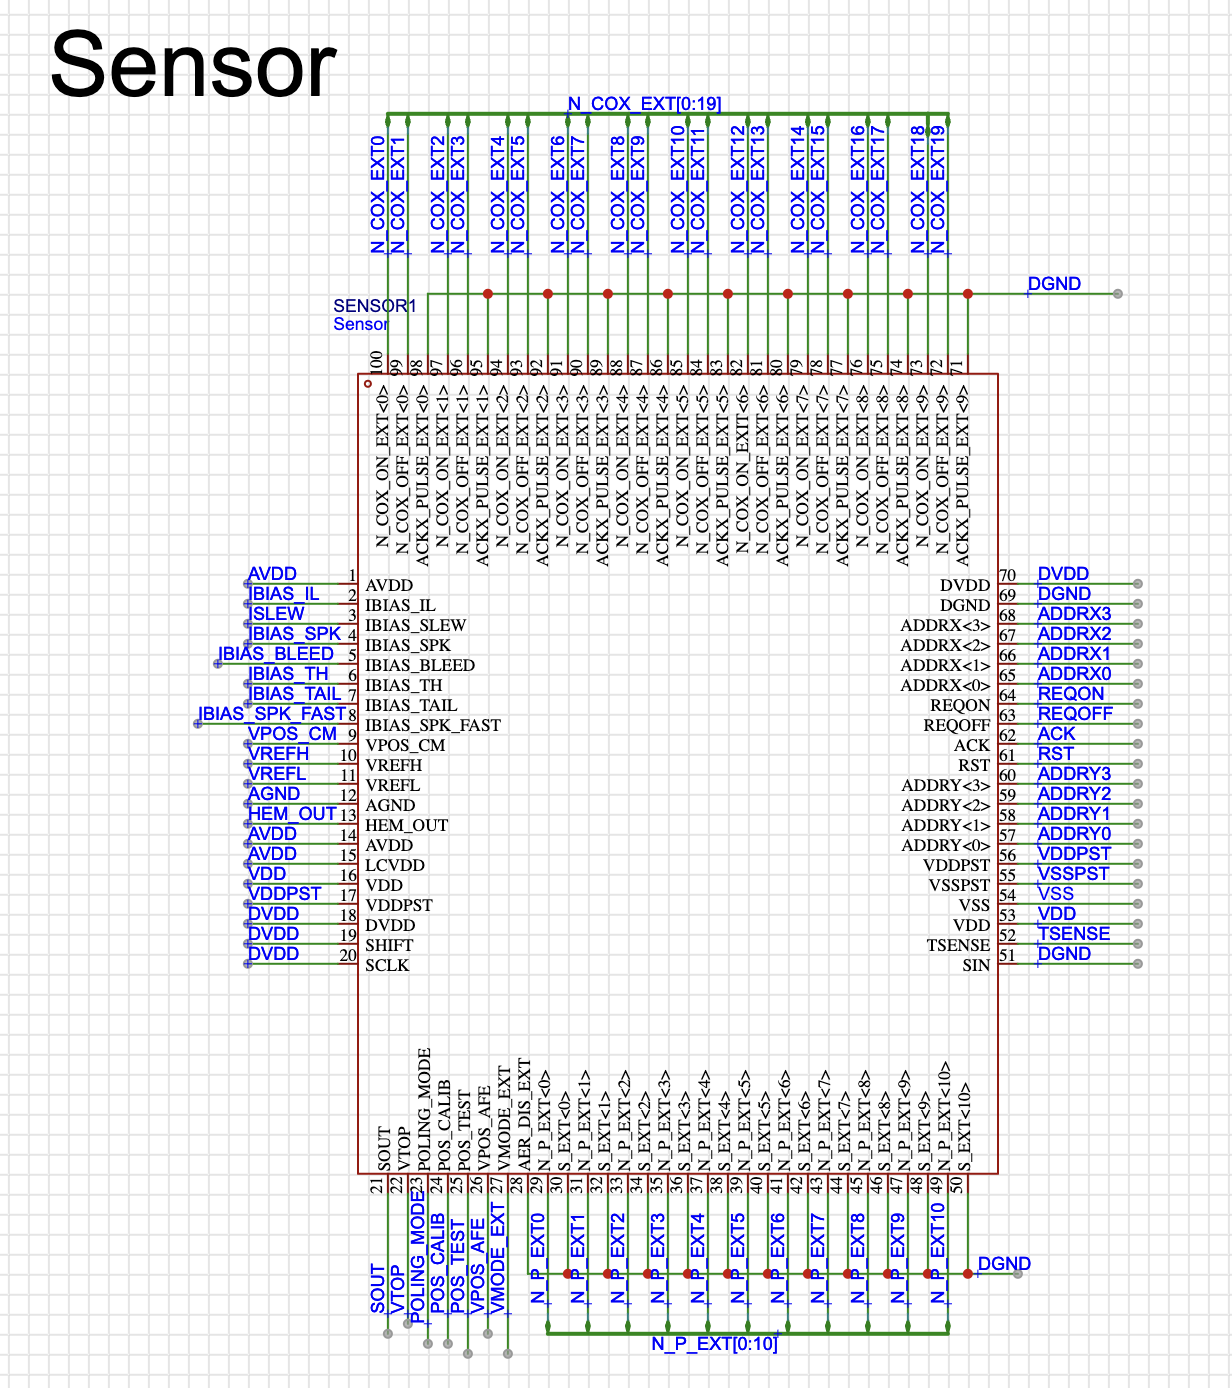 Sensor
N_COX_EXT[0:19]
N_COX_EXT0
N_COX_EXT1
N_COX_EXT2
N_COX_EXT3
N_COX_EXT4
N_COX_EXT5
N_COX_EXT6
N_COX_EXT7
N_COX_EXT8
N_COX_EXT9
N_COX_EXT10
N_COX_EXT11
N_COX_EXT12
N_COX_EXT13
N_COX_EXT14
N_COX_EXT15
N_COX_EXT16
N_COX_EXT17
N_COX_EXT18
N_COX_EXT19
DGND
SENSOR1
Sensor
100 N_COX_ON_EXT<0>
99 N_COX_OFF_EXT<0>
98 ACKX_PULSE_EXT<0>
97 N_COX_ON_EXT<1>
96 N_COX_OFF_EXT<1>
95 ACKX_PULSE_EXT<1>
94 N_COX_ON_EXT<2>
93 N_COX_OFF_EXT<2>
92 ACKX_PULSE_EXT<2>
91 N_COX_ON_EXT<3>
90 N_COX_OFF_EXT<3>
89 ACKX_PULSE_EXT<3>
88 N_COX_ON_EXT<4>
87 N_COX_OFF_EXT<4>
86 ACKX_PULSE_EXT<4>
85 N_COX_ON_EXT<5>
84 N_COX_OFF_EXT<5>
83 ACKX_PULSE_EXT<5>
82 N_COX_ON_EXIT<6>
81 N_COX_OFF_EXT<6>
80 ACKX_PULSE_EXT<6>
79 N_COX_ON_EXT<7>
78 N_COX_OFF_EXT<7>
77 ACKX_PULSE_EXT<7>
76 N_COX_ON_EXT<8>
75 N_COX_OFF_EXT<8>
74 ACKX_PULSE_EXT<8>
73 N_COX_ON_EXT<9>
72 N_COX_OFF_EXT<9>
71 ACKX_PULSE_EXT<9>
AVDD 1 AVDD
IBIAS_IL 2 IBIAS_IL
ISLEW 3 IBIAS_SLEW
IBIAS_SPK 4 IBIAS_SPK
IBIAS_BLEED 5 IBIAS_BLEED
IBIAS_TH 6 IBIAS_TH
IBIAS_TAIL 7 IBIAS_TAIL
IBIAS_SPK_FAST 8 IBIAS_SPK_FAST
VPOS_CM 9 VPOS_CM
VREFH 10 VREFH
VREFL 11 VREFL
AGND 12 AGND
HEM_OUT 13 HEM_OUT
AVDD 14 AVDD
AVDD 15 LCVDD
VDD 16 VDD
VDDPST 17 VDDPST
DVDD 18 DVDD
DVDD 19 SHIFT
DVDD 20 SCLK
DVDD 70 DVDD
DGND 69 DGND
ADDRX<3> 68 ADDRX3
ADDRX<2> 67 ADDRX2
ADDRX<1> 66 ADDRX1
ADDRX<0> 65 ADDRX0
REQON 64 REQON
REQOFF 63 REQOFF
ACK 62 ACK
RST 61 RST
ADDRY<3> 60 ADDRY3
ADDRY<2> 59 ADDRY2
ADDRY<1> 58 ADDRY1
ADDRY<0> 57 ADDRY0
VDDPST 56 VDDPST
VSSPST 55 VSSPST
VSS 54 VSS
VDD 53 VDD
TSENSE 52 TSENSE
SIN 51 DGND
SOUT 21 SOUT
VTOP 22 VTOP
POLING_MODE 23 POLING_MODE
POS_CALIB 24 POS_CALIB
POS_TEST 25 POS_TEST
VPOS_AFE 26 VPOS_AFE
VMODE_EXT 27 VMODE_EXT
AER_DIS_EXT 28
N_P_EXT<0> 29 N_P_EXT0
S_EXT<0> 30
N_P_EXT<1> 31 N_P_EXT1
S_EXT<1> 32
N_P_EXT<2> 33 N_P_EXT2
S_EXT<2> 34
N_P_EXT<3> 35 N_P_EXT3
S_EXT<3> 36
N_P_EXT<4> 37 N_P_EXT4
S_EXT<4> 38
N_P_EXT<5> 39 N_P_EXT5
S_EXT<5> 40
N_P_EXT<6> 41 N_P_EXT6
S_EXT<6> 42
N_P_EXT<7> 43 N_P_EXT7
S_EXT<7> 44
N_P_EXT<8> 45 N_P_EXT8
S_EXT<8> 46
N_P_EXT<9> 47 N_P_EXT9
S_EXT<9> 48
N_P_EXT<10> 49 N_P_EXT10
S_EXT<10> 50
DGND
N_P_EXT[0:10]